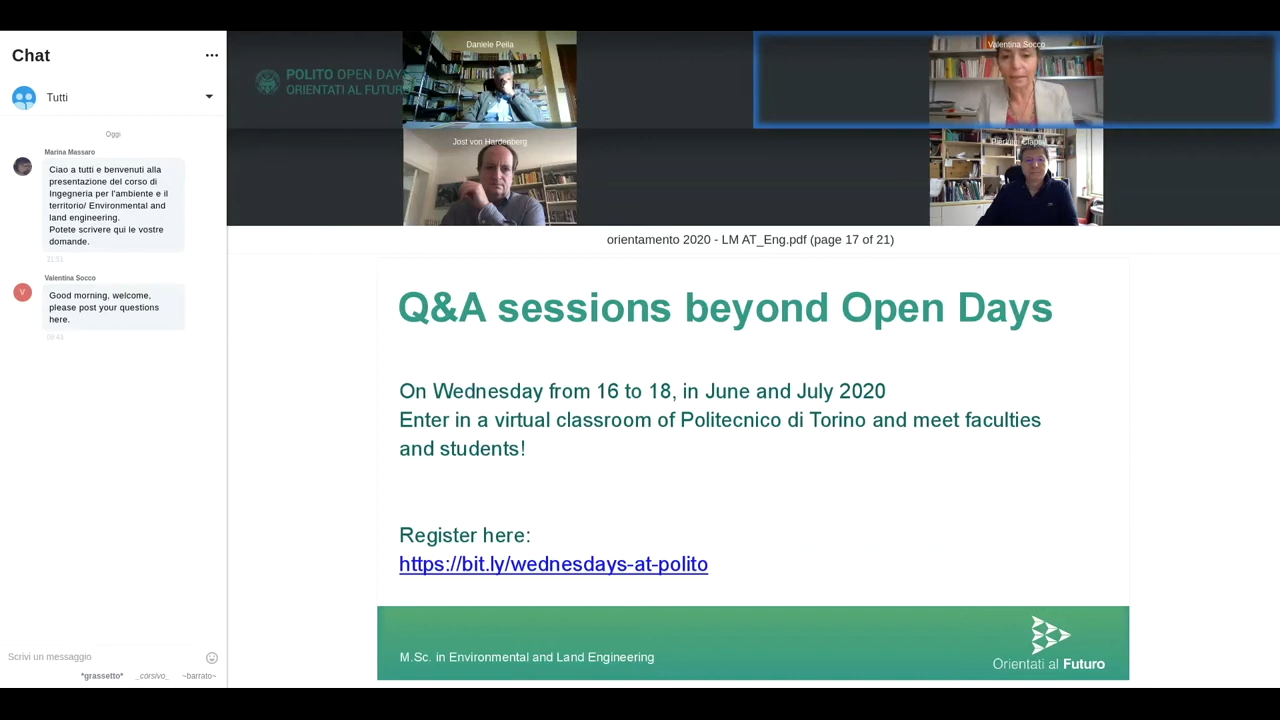 Chat
Tutti
Oggi
Marina Massaro
Ciao a tutti e benvenuti alla
presentazione del corso di
Ingegneria per l'ambiente e il
territorio/ Environmental and
land engineering.
Potete scrivere qui le vostre
domande.
21:51
Valentina Socco
V
Good morning, welcome,
please post your questions
here.
09:43
Scrivi un messaggio
*grassetto* _corsivo_ ~barrato~
POLITO OPEN DAYS
ORIENTATI AL FUTURO
Daniele Peila
Valentina Socco
Jost von Hardenberg
orientamento 2020 - LM AT_Eng.pdf (page 17 of 21)
Q&A sessions beyond Open Days
On Wednesday from 16 to 18, in June and July 2020
Enter in a virtual classroom of Politecnico di Torino and meet faculties
and students!
Register here:
https://bit.ly/wednesdays-at-polito
M.Sc. in Environmental and Land Engineering
Orientati al Futuro